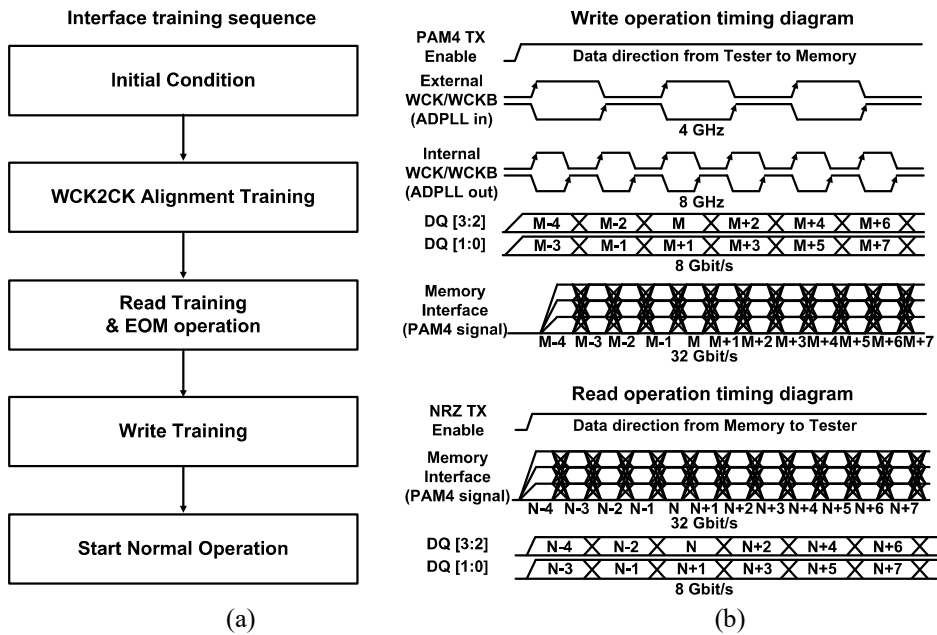 Interface training sequence
Initial Condition
WCK2CK Alignment Training
Read Training
& EOM operation
Write Training
Start Normal Operation
(a)
Write operation timing diagram
PAM4 TX
Enable
Data direction from Tester to Memory
External
WCK/WCKB
(ADPLL in)
4 GHz
Internal
WCK/WCKB
(ADPLL out)
8 GHz
DQ [3:2] M-4 M-2 M M+2 M+4 M+6
DQ [1:0] M-3 M-1 M+1 M+3 M+5 M+7
8 Gbit/s
Memory
Interface
(PAM4 signal)
M-4 M-3 M-2 M-1 M M+1 M+2 M+3 M+4 M+5 M+6 M+7
32 Gbit/s
Read operation timing diagram
NRZ TX
Enable
Data direction from Memory to Tester
Memory
Interface
(PAM4 signal)
N-4 N-3 N-2 N-1 N N+1 N+2 N+3 N+4 N+5 N+6 N+7
32 Gbit/s
DQ [3:2] N-4 N-2 N N+2 N+4 N+6
DQ [1:0] N-3 N-1 N+1 N+3 N+5 N+7
8 Gbit/s
(b)